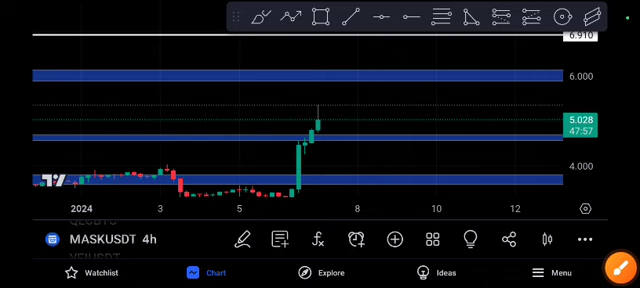 6.910
6.000
5.028
47:57
4.000
2024 3 5 8 10 12
MASKUSDT 4h
Watchlist Chart Explore Ideas Menu